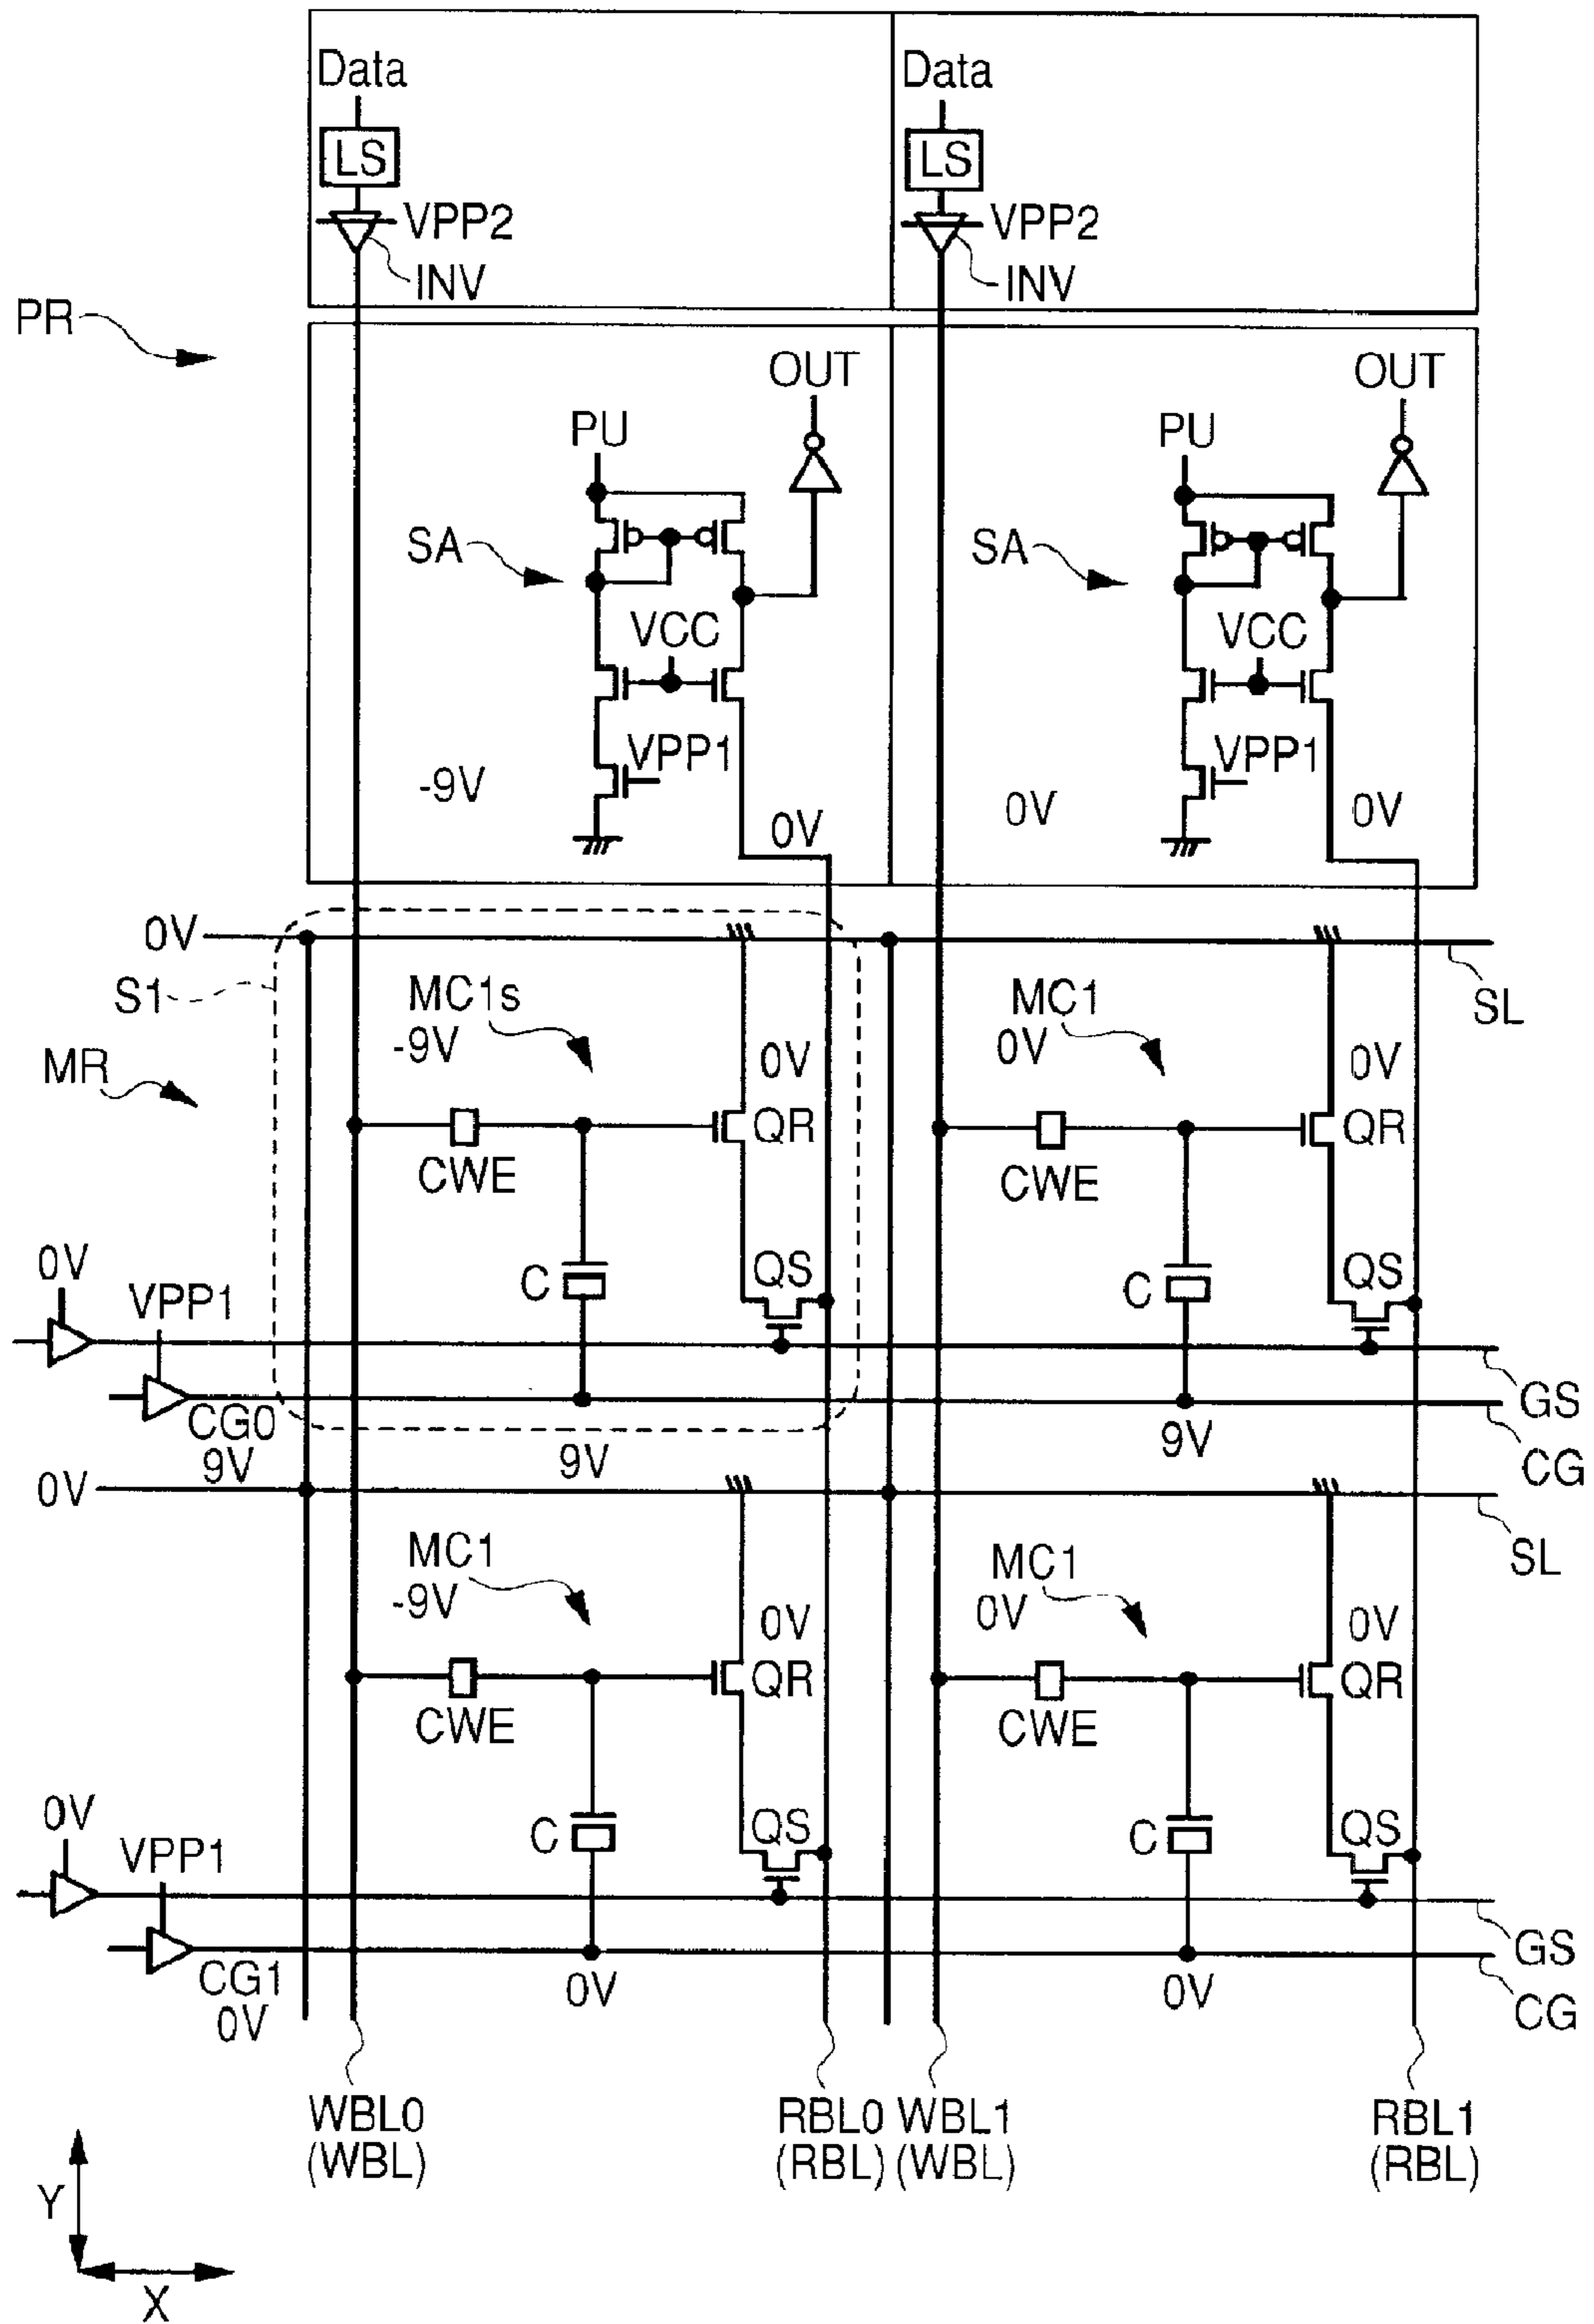 Data
Data
LS
LS
VPP2
VPP2
INV
INV
PR
OUT
OUT
PU
PU
SA
SA
VCC
VCC
VPP1
VPP1
-9V
0V
0V
0V
0V
S1
MC1s
-9V
MC1
0V
SL
MR
0V
0V
QR
QR
CWE
CWE
0V
VPP1
C
QS
C
QS
GS
CG0
9V
9V
9V
CG
0V
SL
MC1
-9V
MC1
0V
0V
0V
QR
QR
CWE
CWE
0V
VPP1
C
QS
C
QS
GS
CG1
0V
0V
0V
CG
WBL0
(WBL)
RBL0
(RBL)
WBL1
(WBL)
RBL1
(RBL)
Y
X